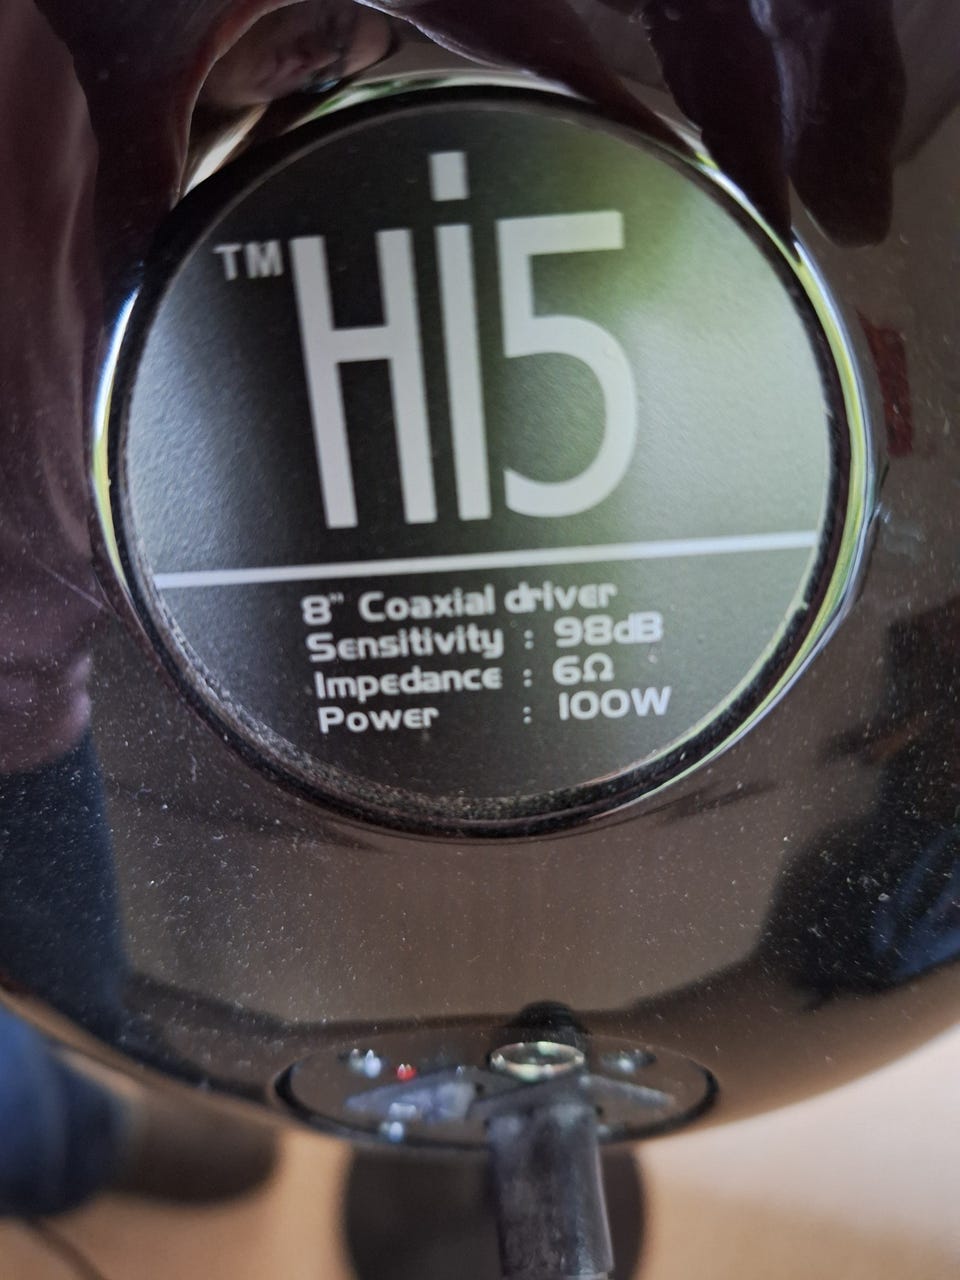 TM Hi5
8" Coaxial driver
Sensitivity : 98dB
Impedance : 6Ω
Power : 100W